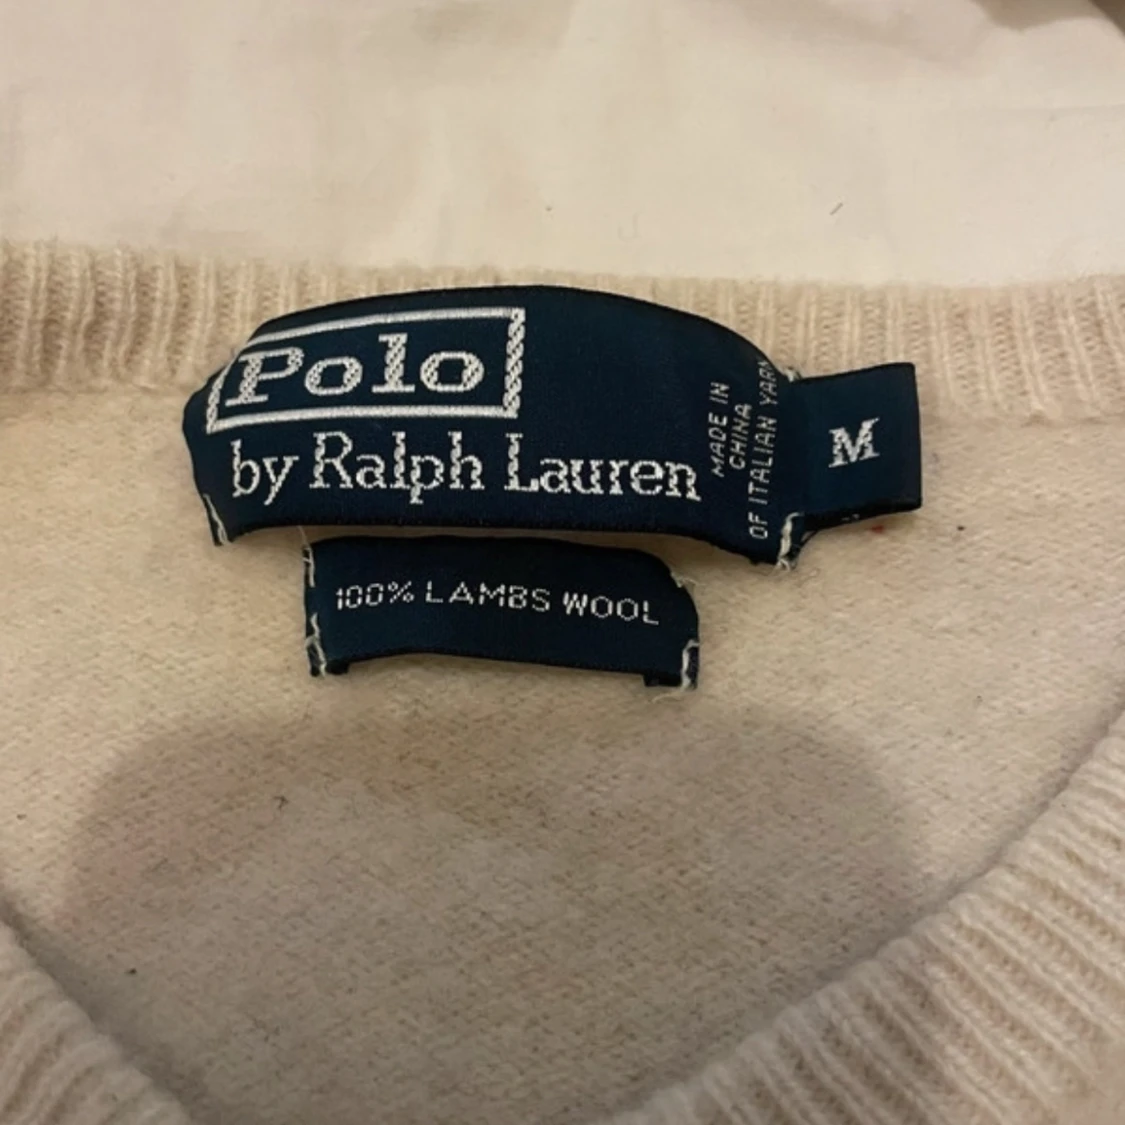 Polo
by Ralph Lauren
MADE IN
CHINA
OF ITALIAN YARN
M
100% LAMBS WOOL